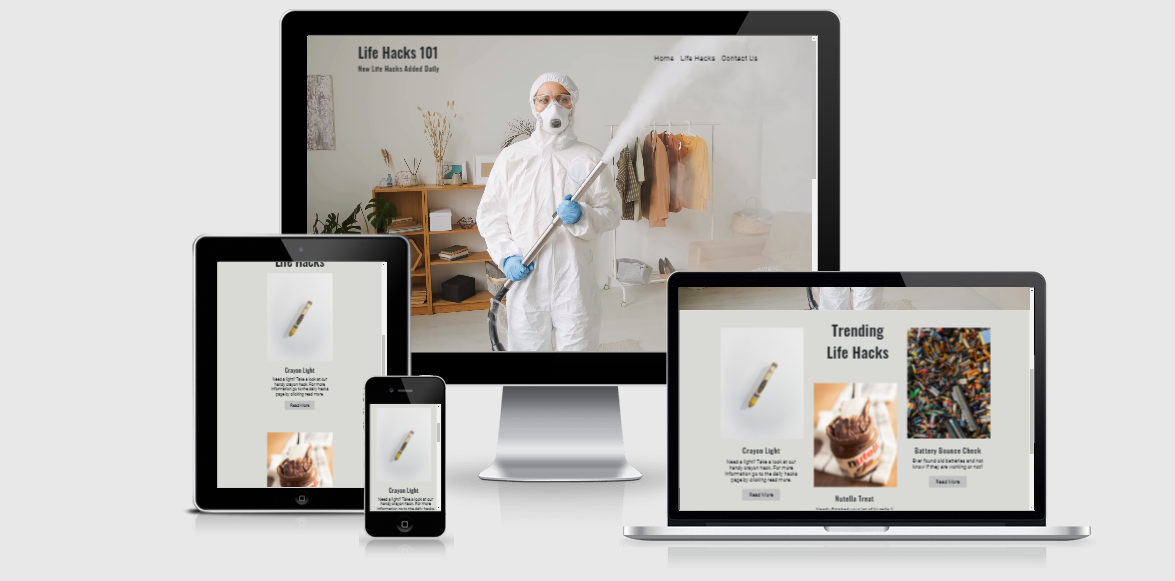 Life Hacks 101
New Life Hacks Added Daily
Home Life Hacks Contact Us
Life Hacks
Crayon Light
Need a light? Take a look at our
handy crayon hack. For more
information go to the daily hacks
page by clicking read more.
Read More
Crayon Light
Need a light? Take a look at our
handy crayon hack. For more
information go to the daily hacks
Trending
Life Hacks
Crayon Light
Need a light? Take a look at our
handy crayon hack. For more
information go to the daily hacks
page by clicking read more.
Read More
nutella
Nutella Treat
Battery Bounce Check
Ever found old batteries and not
know if they are working or not?
Read More